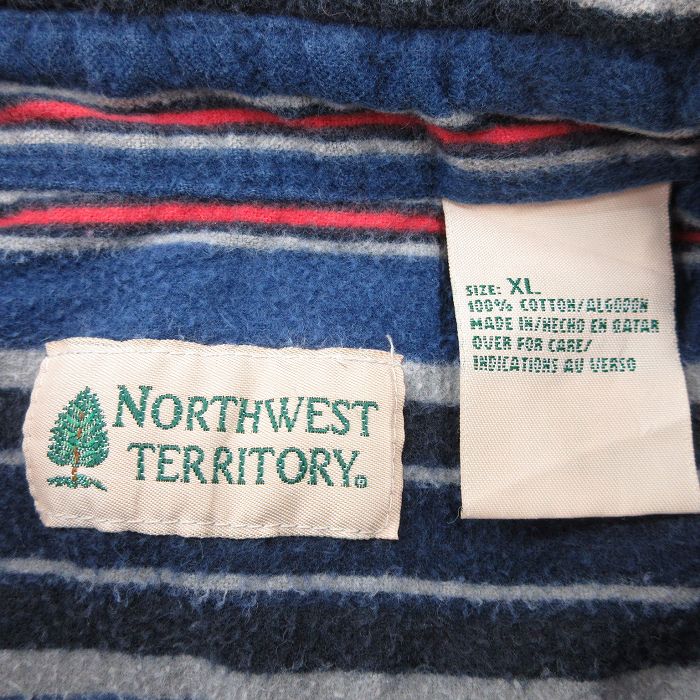 NORTHWEST
TERRITORY®
SIZE: XL
100% COTTON/ALGODON
MADE IN/HECHO EN QATAR
OVER FOR CARE/
INDICATIONS AU VERSO